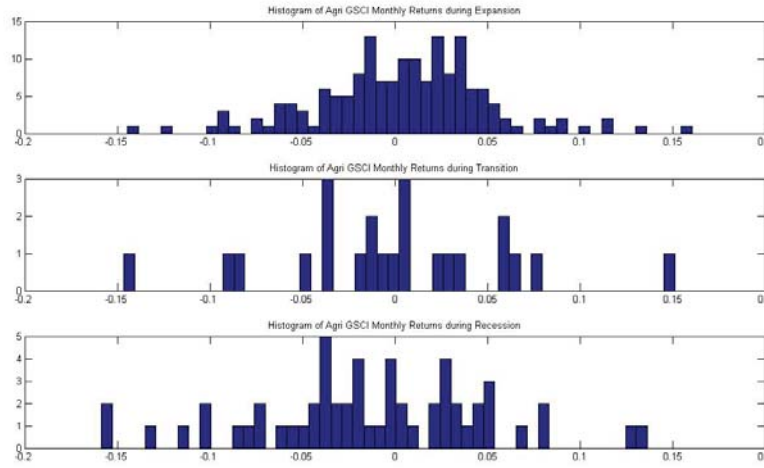 Histogram of Agri GSCI Monthly Returns during Expansion
15
10
5
0
-0.2 -0.15 -0.1 -0.05 0 0.05 0.1 0.15 0.2
Histogram of Agri GSCI Monthly Returns during Transition
3
2
1
0
-0.2 -0.15 -0.1 -0.05 0 0.05 0.1 0.15 0.2
Histogram of Agri GSCI Monthly Returns during Recession
5
4
3
2
1
0
-0.2 -0.15 -0.1 -0.05 0 0.05 0.1 0.15 0.2